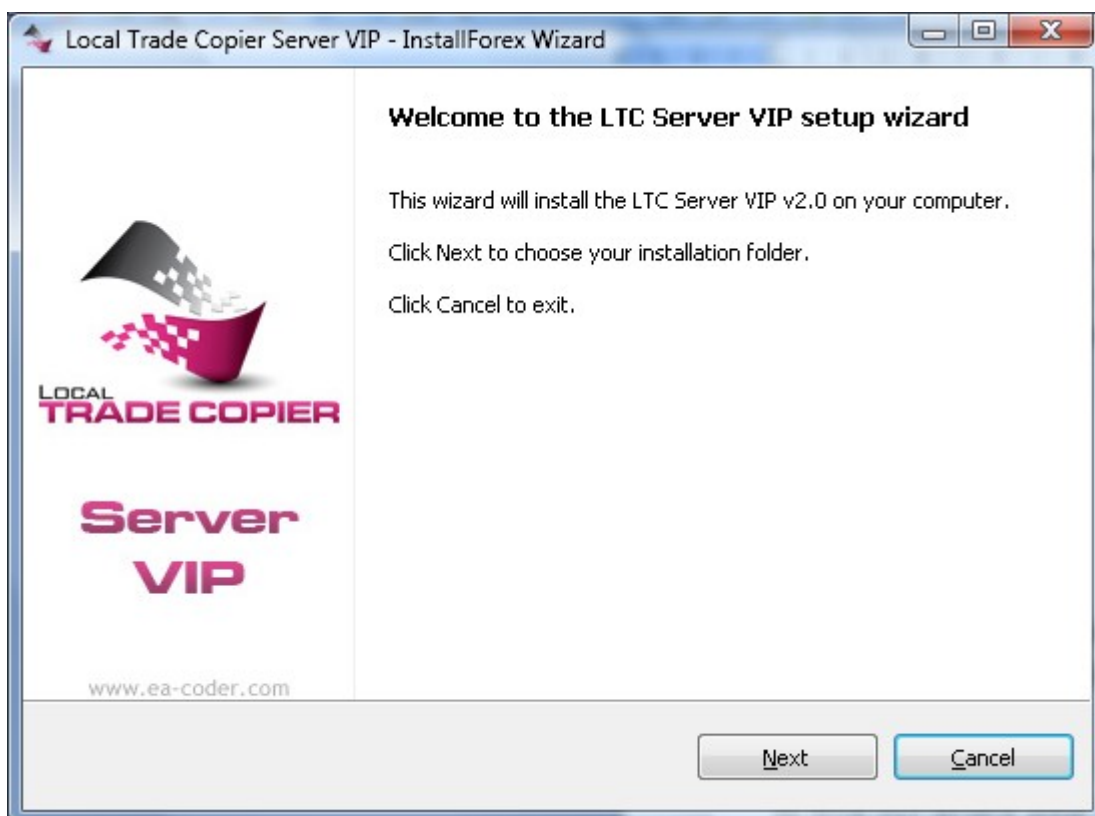 Local Trade Copier Server VIP - InstallForex Wizard
Welcome to the LTC Server VIP setup wizard
This wizard will install the LTC Server VIP v2.0 on your computer.
Click Next to choose your installation folder.
Click Cancel to exit.
LOCAL
TRADE COPIER
Server
VIP
www.ea-coder.com
Next
Cancel